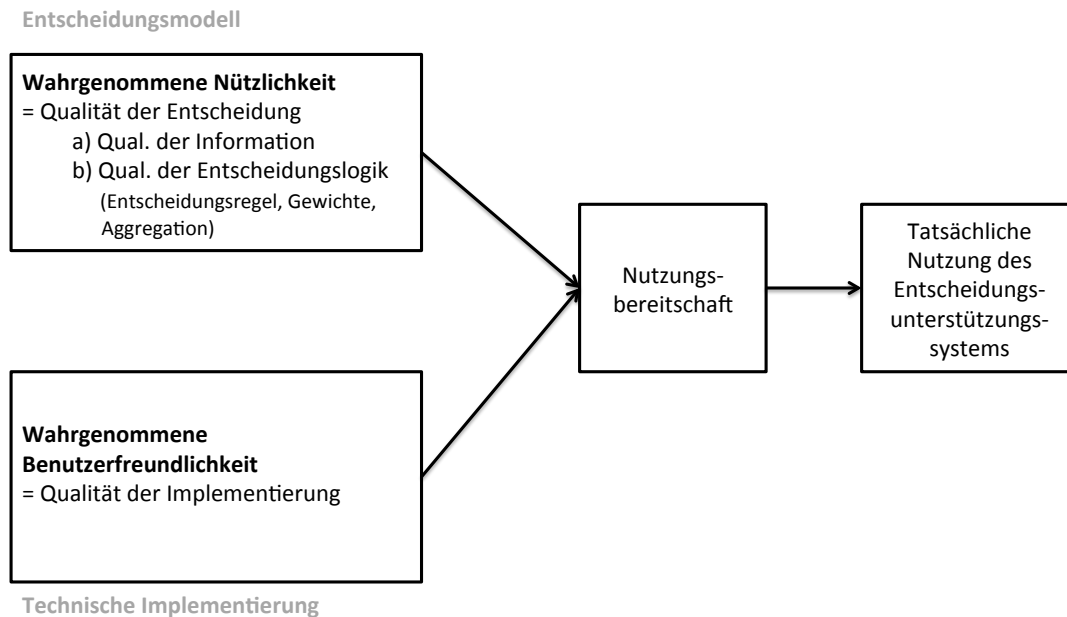 Entscheidungsmodell
Wahrgenommene Nützlichkeit
= Qualität der Entscheidung
a) Qual. der Information
b) Qual. der Entscheidungslogik
(Entscheidungsregel, Gewichte,
Aggregation)
Wahrgenommene
Benutzerfreundlichkeit
= Qualität der Implementierung
Technische Implementierung
Nutzungs-
bereitschaft
Tatsächliche
Nutzung des
Entscheidungs-
unterstützungs-
systems